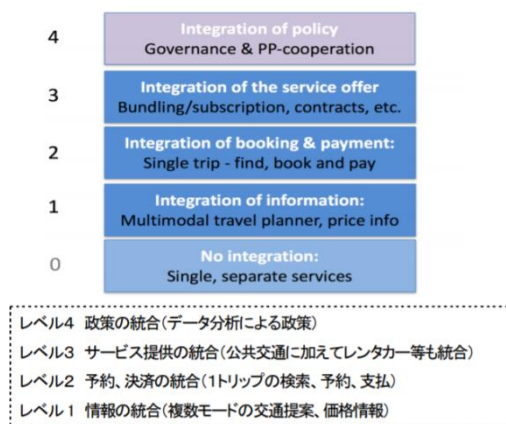 4
Integration of policy
Governance & PP-cooperation
3
Integration of the service offer
Bundling/subscription, contracts, etc.
2
Integration of booking & payment:
Single trip - find, book and pay
1
Integration of information:
Multimodal travel planner, price info
0
No integration:
Single, separate services
レベル4 政策の統合(データ分析による政策)
レベル3 サービス提供の統合(公共交通に加えてレンタカー等も統合)
レベル2 予約、決済の統合(1トリップの検索、予約、支払)
レベル1 情報の統合(複数モードの交通提案、価格情報)